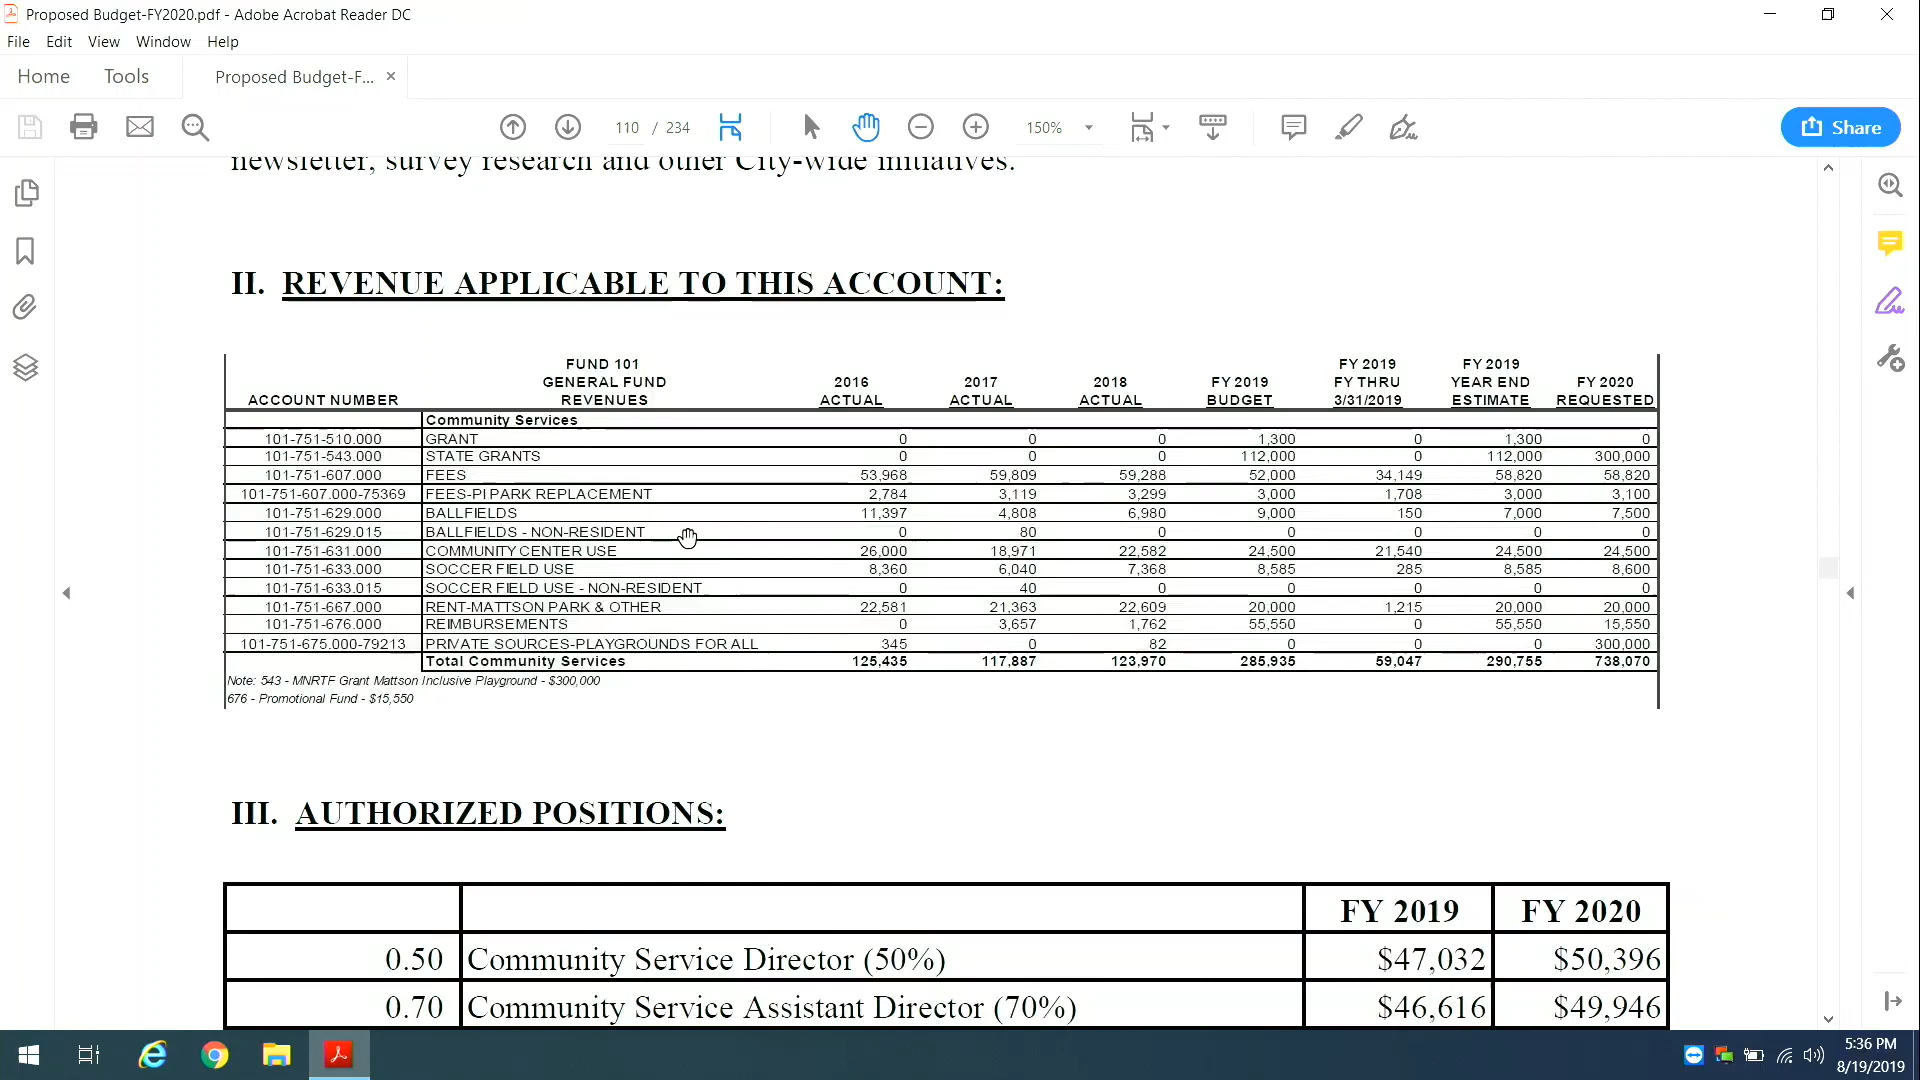 Proposed Budget-FY2020.pdf - Adobe Acrobat Reader DC
File Edit View Window Help
Home Tools Proposed Budget-F... ×
110 / 234 150% Share
newsletter, survey research and other City-wide initiatives.
II. REVENUE APPLICABLE TO THIS ACCOUNT:
FUND 101 FY 2019 FY 2019
GENERAL FUND 2016 2017 2018 FY 2019 FY THRU YEAR END FY 2020
ACCOUNT NUMBER REVENUES ACTUAL ACTUAL ACTUAL BUDGET 3/31/2019 ESTIMATE REQUESTED
Community Services
101-751-510.000 GRANT 0 0 0 1,300 0 1,300 0
101-751-543.000 STATE GRANTS 0 0 0 112,000 0 112,000 300,000
101-751-607.000 FEES 53,968 59,809 59,288 52,000 34,149 58,820 58,820
101-751-607.000-75369 FEES-PI PARK REPLACEMENT 2,784 3,119 3,299 3,000 1,708 3,000 3,100
101-751-629.000 BALLFIELDS 11,397 4,808 6,980 9,000 150 7,000 7,500
101-751-629.015 BALLFIELDS - NON-RESIDENT 0 80 0 0 0 0 0
101-751-631.000 COMMUNITY CENTER USE 26,000 18,971 22,582 24,500 21,540 24,500 24,500
101-751-633.000 SOCCER FIELD USE 8,360 6,040 7,368 8,585 285 8,585 8,600
101-751-633.015 SOCCER FIELD USE - NON-RESIDENT 0 40 0 0 0 0 0
101-751-667.000 RENT-MATTSON PARK & OTHER 22,581 21,363 22,609 20,000 1,215 20,000 20,000
101-751-676.000 REIMBURSEMENTS 0 3,657 1,762 55,550 0 55,550 15,550
101-751-675.000-79213 PRIVATE SOURCES-PLAYGROUNDS FOR ALL 345 0 82 0 0 0 300,000
Total Community Services 125,435 117,887 123,970 285,935 59,047 290,755 738,070
Note: 543 - MNRTF Grant Mattson Inclusive Playground - $300,000
676 - Promotional Fund - $15,550
III. AUTHORIZED POSITIONS:
FY 2019 FY 2020
0.50 Community Service Director (50%) $47,032 $50,396
0.70 Community Service Assistant Director (70%) $46,616 $49,946
5:36 PM
8/19/2019